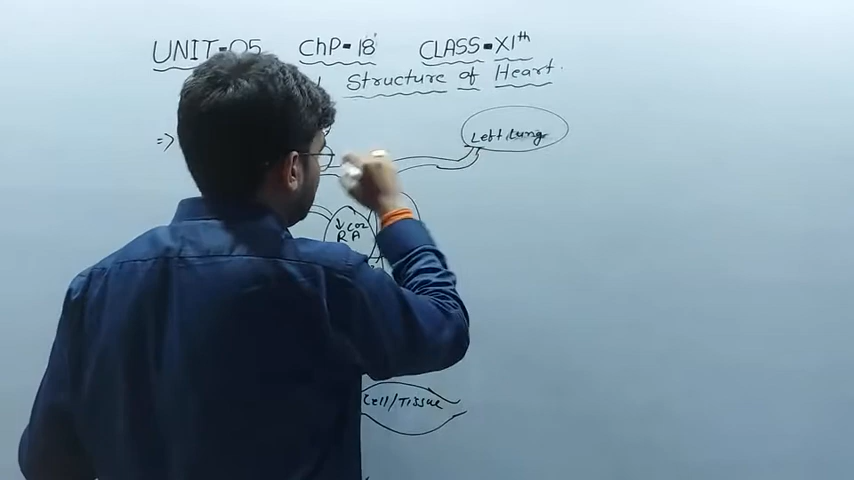 UNIT-05 ChP-18 CLASS-XIth
Structure of Heart.
=>
Left Lung
↓ CO2
RA
Cell/Tissue